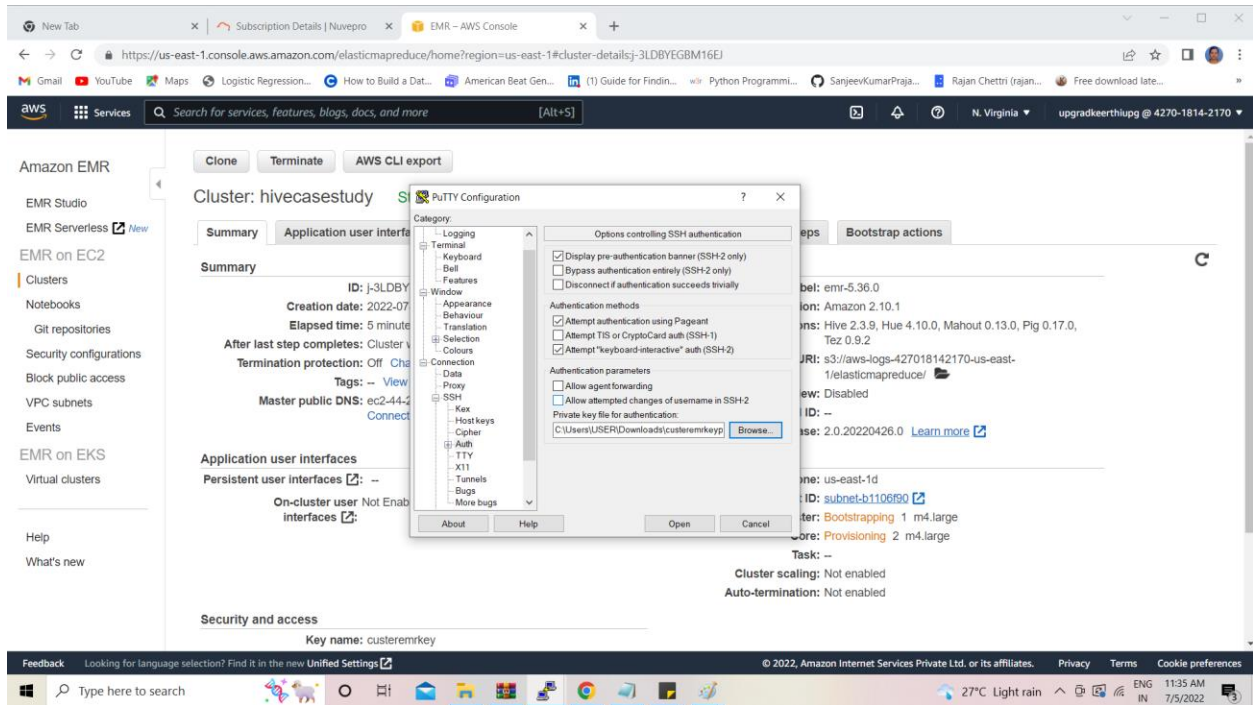 New Tab
Subscription Details | Nuvepro
EMR – AWS Console
https://us-east-1.console.aws.amazon.com/elasticmapreduce/home?region=us-east-1#cluster-details:j-3LDBYEGBM16EJ
Gmail YouTube Maps Logistic Regression... How to Build a Dat... American Beat Gen... (1) Guide for Findin... Python Programmi... SanjeevKumarPraja... Rajan Chettri (rajan... Free download late... »
aws Services Search for services, features, blogs, docs, and more [Alt+S] N. Virginia upgradkeerthiupg @ 4270-1814-2170
Amazon EMR
EMR Studio
EMR Serverless New
EMR on EC2
Clusters
Notebooks
Git repositories
Security configurations
Block public access
VPC subnets
Events
EMR on EKS
Virtual clusters
Help
What's new
Clone Terminate AWS CLI export
Cluster: hivecasestudy
Summary Application user interfa
Bootstrap actions
Summary
ID: j-3LDBY
Creation date: 2022-07
Elapsed time: 5 minute
After last step completes: Cluster
Termination protection: Off Cha
Tags: -- View
Master public DNS: ec2-44-2
Connect
Application user interfaces
Persistent user interfaces : --
On-cluster user Not Enab
interfaces :
Security and access
Key name: custeremrkey
PuTTY Configuration ? ×
Category:
Logging
Terminal
Keyboard
Bell
Features
Window
Appearance
Behaviour
Translation
Selection
Colours
Connection
Data
Proxy
SSH
Kex
Host keys
Cipher
Auth
TTY
X11
Tunnels
Bugs
More bugs
Options controlling SSH authentication
Display pre-authentication banner (SSH-2 only)
Bypass authentication entirely (SSH-2 only)
Disconnect if authentication succeeds trivially
Authentication methods
Attempt authentication using Pageant
Attempt TIS or CryptoCard auth (SSH-1)
Attempt "keyboard-interactive" auth (SSH-2)
Authentication parameters
Allow agent forwarding
Allow attempted changes of username in SSH-2
Private key file for authentication:
C:\Users\USER\Downloads\custeremrkeyp Browse...
About Help Open Cancel
eps
bel: emr-5.36.0
ion: Amazon 2.10.1
ons: Hive 2.3.9, Hue 4.10.0, Mahout 0.13.0, Pig 0.17.0,
Tez 0.9.2
URI: s3://aws-logs-427018142170-us-east-
1/elasticmapreduce/
ew: Disabled
ID: --
ase: 2.0.20220426.0 Learn more
one: us-east-1d
ID: subnet-b1106f90
ter: Bootstrapping 1 m4.large
ore: Provisioning 2 m4.large
Task: --
Cluster scaling: Not enabled
Auto-termination: Not enabled
Feedback Looking for language selection? Find it in the new Unified Settings © 2022, Amazon Internet Services Private Ltd. or its affiliates. Privacy Terms Cookie preferences
Type here to search 27°C Light rain ENG 11:35 AM
IN 7/5/2022
3